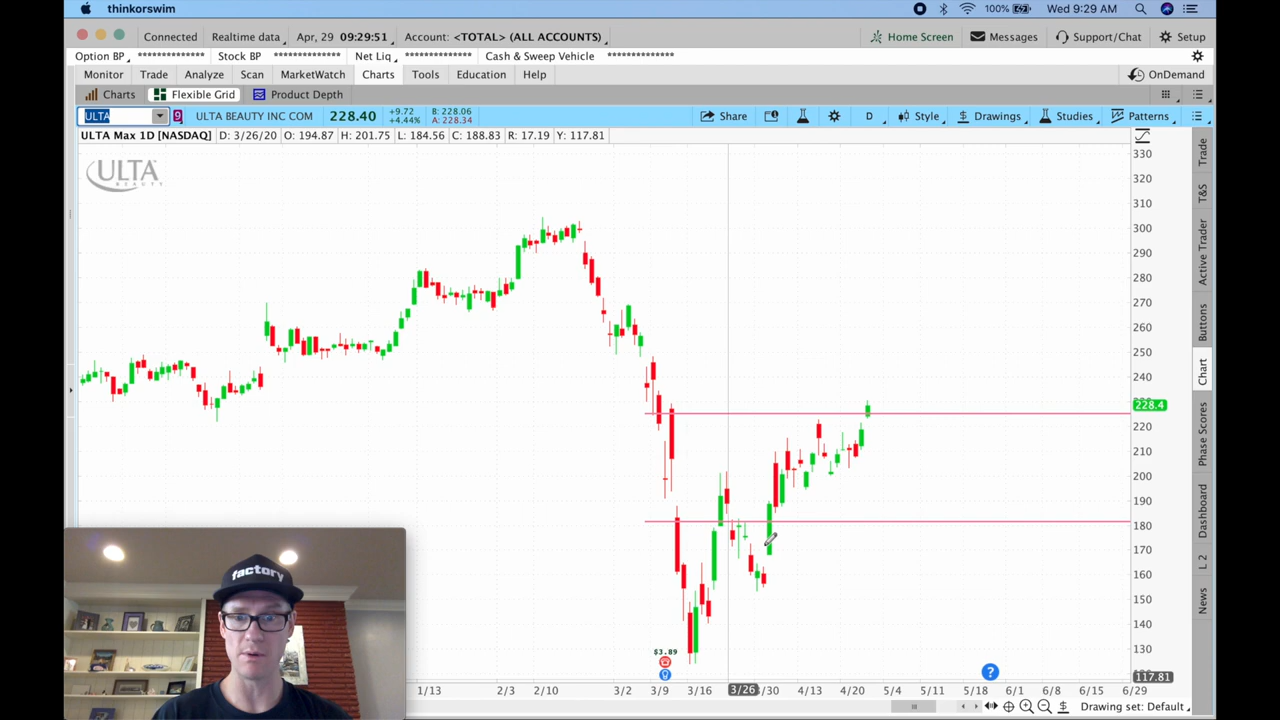 thinkorswim 100% Wed 9:29 AM
Connected Realtime data Apr, 29 09:29:51 Account: <TOTAL> (ALL ACCOUNTS) Home Screen Messages Support/Chat Setup
Option BP ************** Stock BP ************** Net Liq ************** Cash & Sweep Vehicle **************
Monitor Trade Analyze Scan MarketWatch Charts Tools Education Help OnDemand
Charts Flexible Grid Product Depth
ULTA 9 ULTA BEAUTY INC COM 228.40 +9.72 +4.44% B: 228.06 A: 228.34 Share D Style $ Drawings Studies Patterns
ULTA Max 1D [NASDAQ] D: 3/26/20 O: 194.87 H: 201.75 L: 184.56 C: 188.83 R: 17.19 Y: 117.81
ULTA
BEAUTY
330
320
310
300
290
280
270
260
250
240
228.4
220
210
200
190
180
170
160
150
140
130
117.81
Trade
T&S
Active Trader
Buttons
Chart
Phase Scores
Dashboard
L 2
News
factory
$3.89
?
1/13 2/3 2/10 3/2 3/9 3/16 3/26 /30 4/13 4/20 5/4 5/11 5/18 6/1 6/8 6/15 6/29
$ Drawing set: Default